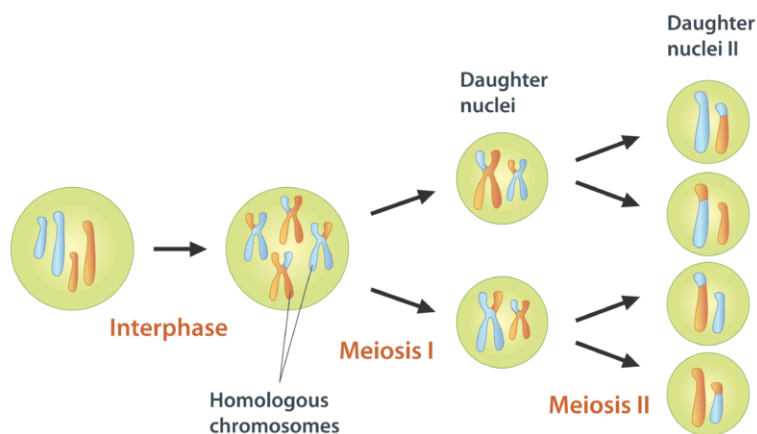 Interphase
Homologous
chromosomes
Meiosis I
Daughter
nuclei
Meiosis II
Daughter
nuclei II